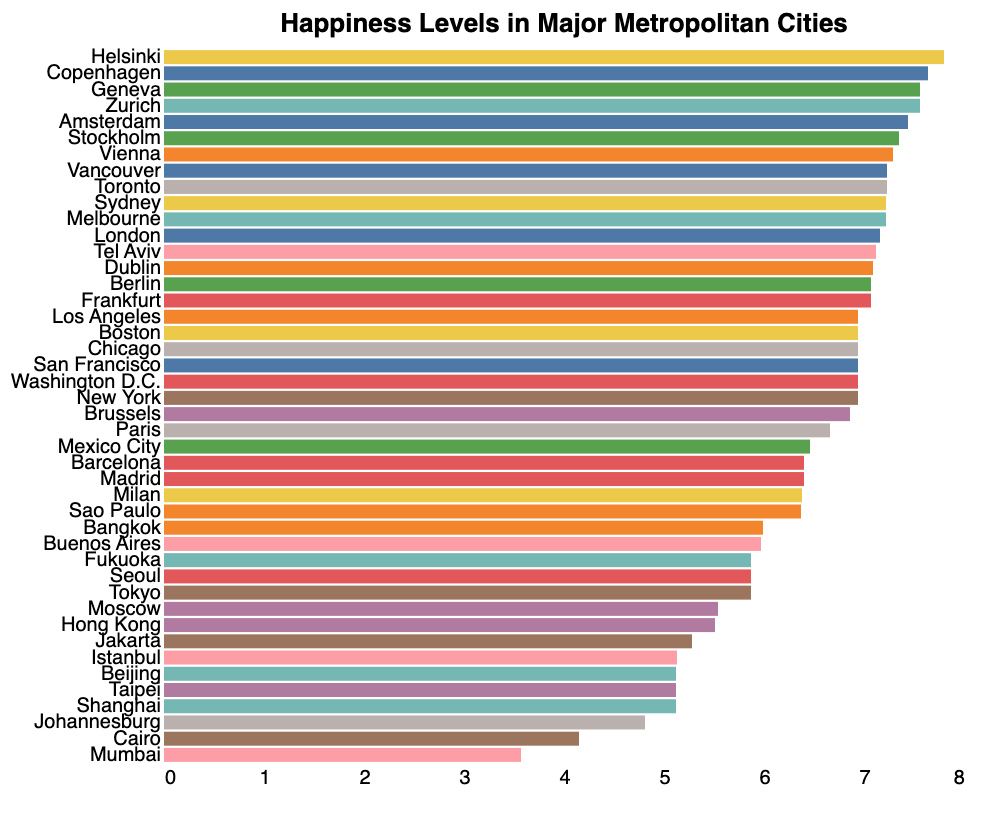 Happiness Levels in Major Metropolitan Cities
Helsinki
Copenhagen
Geneva
Zurich
Amsterdam
Stockholm
Vienna
Vancouver
Toronto
Sydney
Melbourne
London
Tel Aviv
Dublin
Berlin
Frankfurt
Los Angeles
Boston
Chicago
San Francisco
Washington D.C.
New York
Brussels
Paris
Mexico City
Barcelona
Madrid
Milan
Sao Paulo
Bangkok
Buenos Aires
Fukuoka
Seoul
Tokyo
Moscow
Hong Kong
Jakarta
Istanbul
Beijing
Taipei
Shanghai
Johannesburg
Cairo
Mumbai
0 1 2 3 4 5 6 7 8